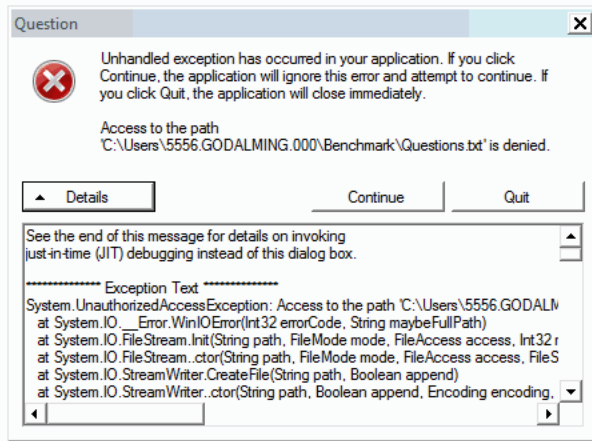 Question
Unhandled exception has occurred in your application. If you click
Continue, the application will ignore this error and attempt to continue. If
you click Quit, the application will close immediately.
Access to the path
'C:\Users\5556.GODALMING.000\Benchmark\Questions.txt' is denied.
Details
Continue
Quit
See the end of this message for details on invoking
just-in-time (JIT) debugging instead of this dialog box.
************** Exception Text **************
System.UnauthorizedAccessException: Access to the path 'C:\Users\5556.GODALM
at System.IO.__Error.WinIOError(Int32 errorCode, String maybeFullPath)
at System.IO.FileStream.Init(String path, FileMode mode, FileAccess access, Int32 r
at System.IO.FileStream..ctor(String path, FileMode mode, FileAccess access, FileS
at System.IO.StreamWriter.CreateFile(String path, Boolean append)
at System.IO.StreamWriter..ctor(String path, Boolean append, Encoding encoding,